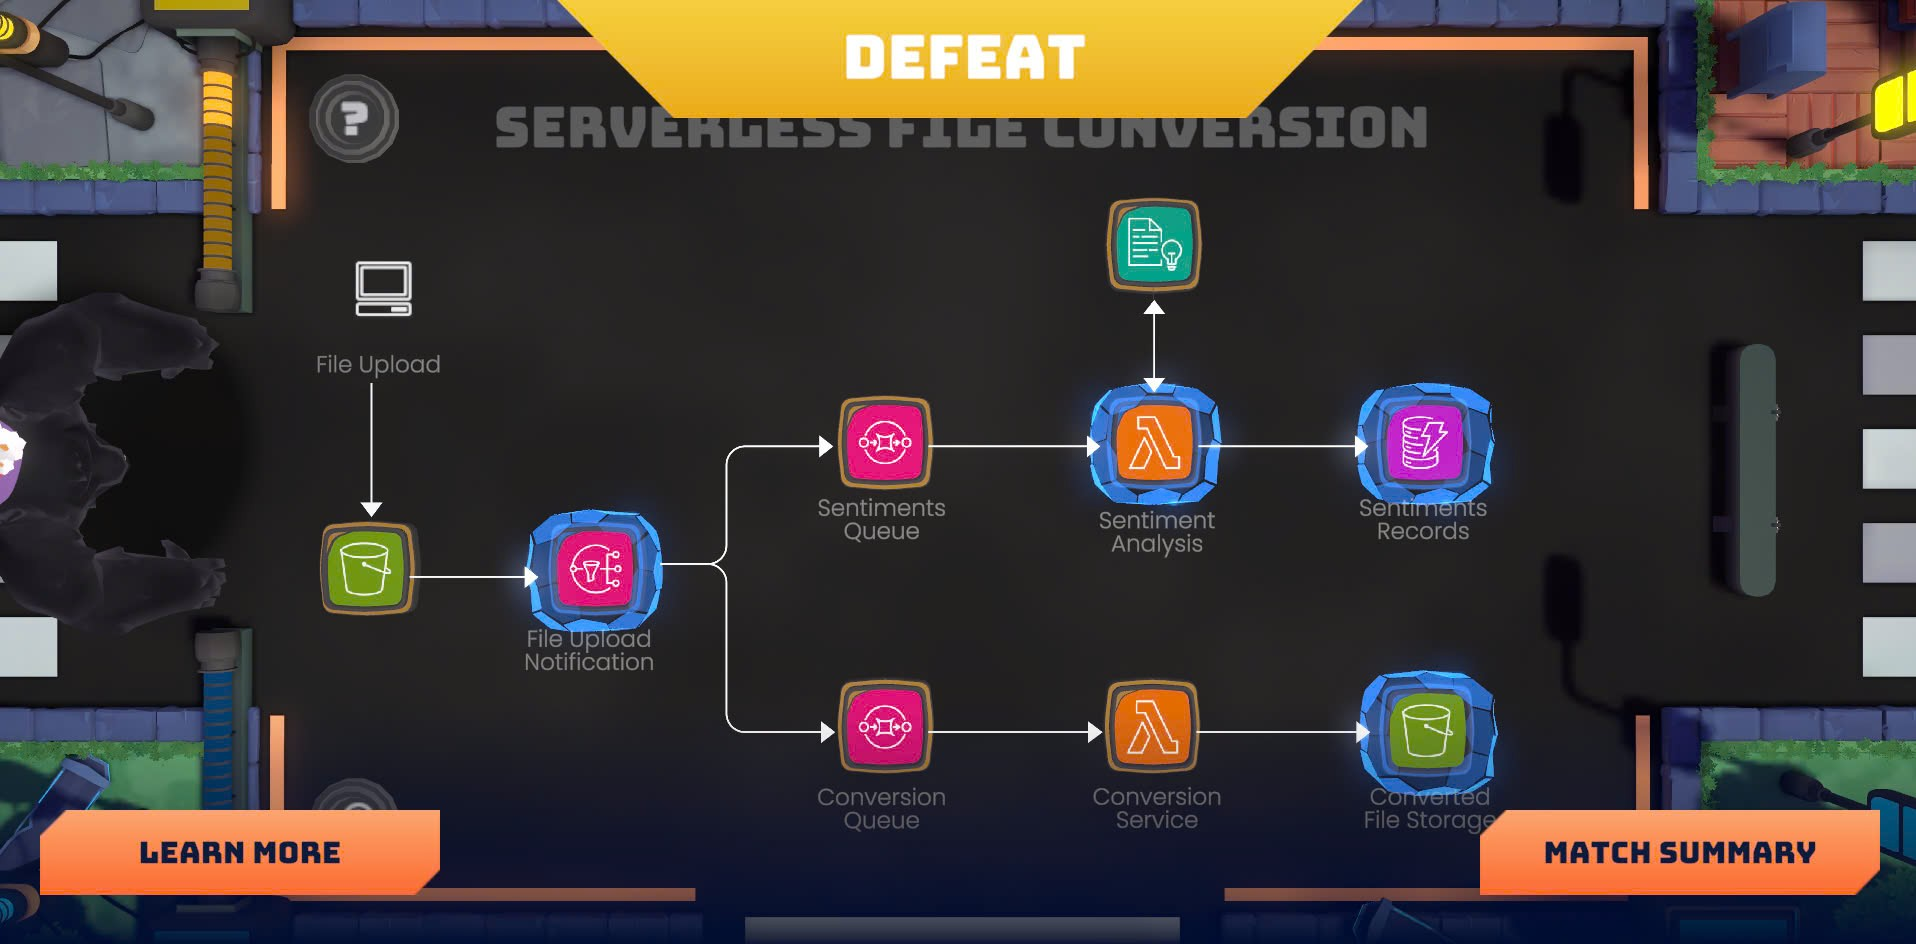 DEFEAT
?
SERVERLESS FILE CONVERSION
File Upload
Sentiments
Queue
Sentiment
Analysis
Sentiments
Records
File Upload
Notification
Conversion
Queue
Conversion
Service
Converted
File Storage
LEARN MORE
MATCH SUMMARY